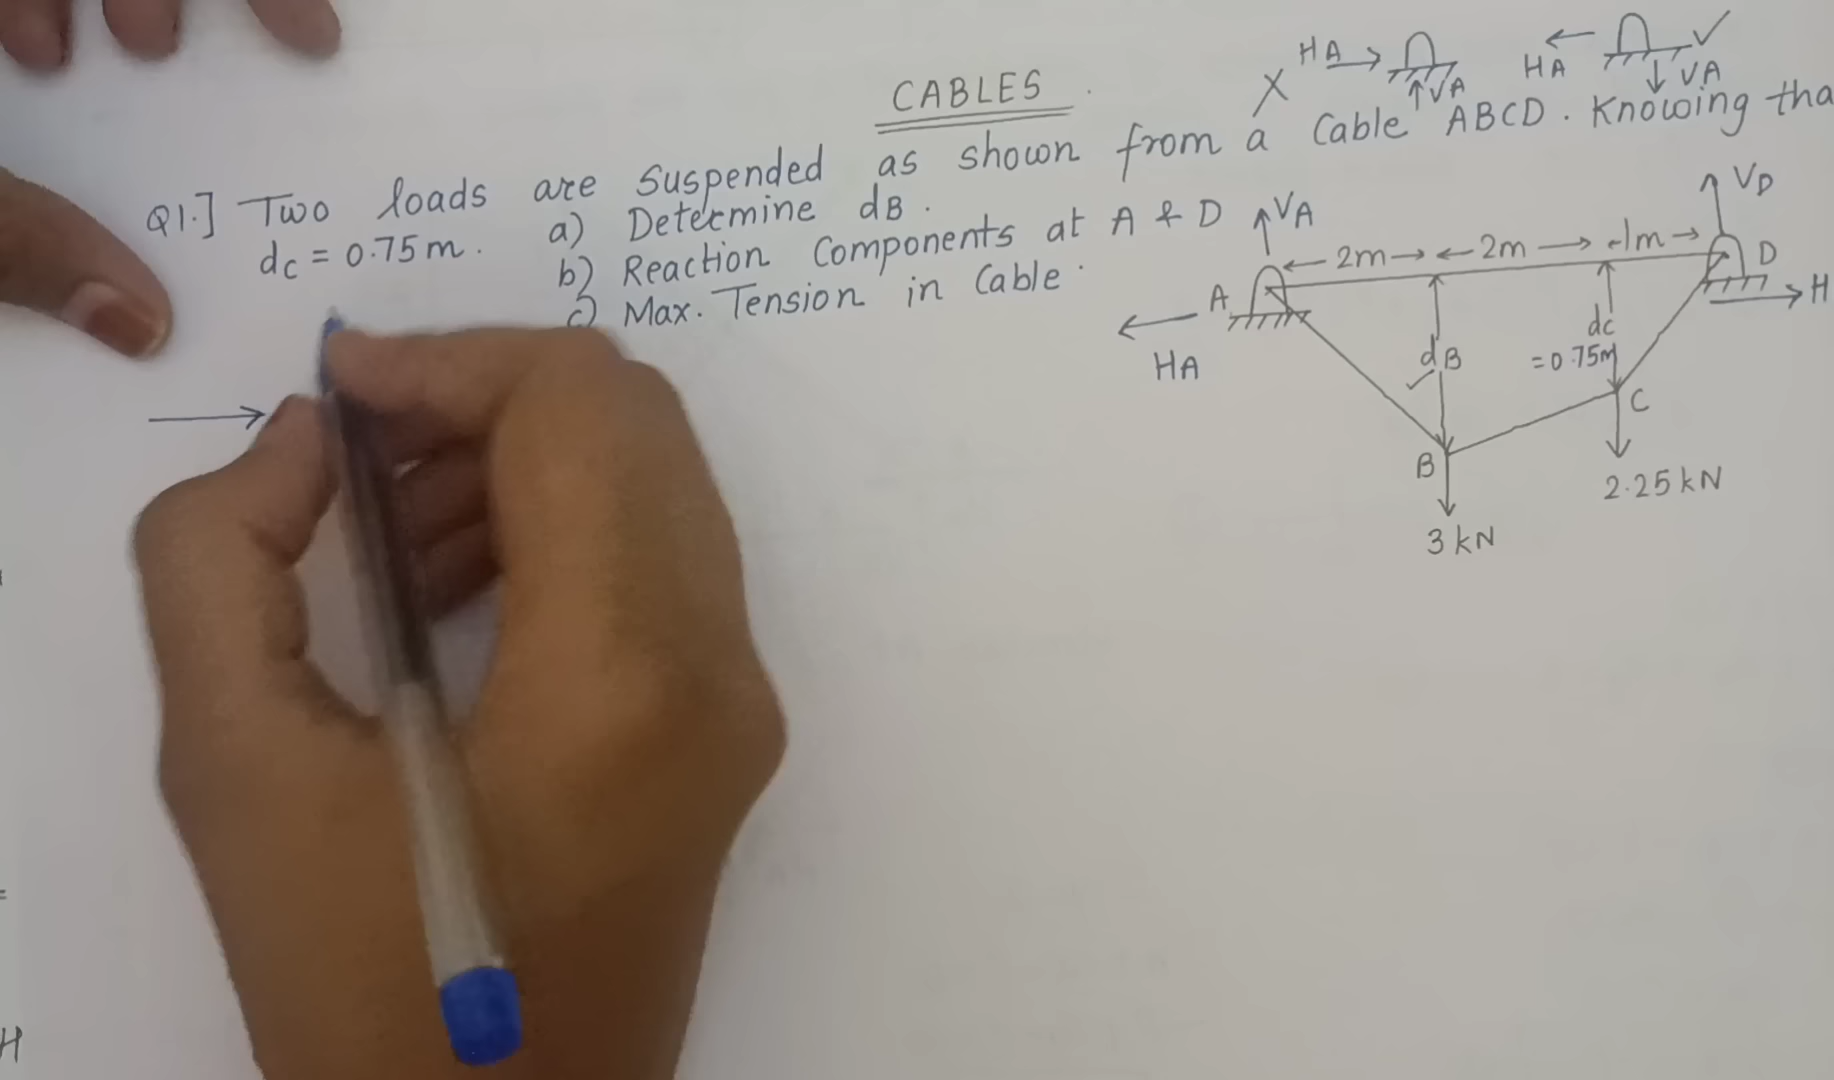 CABLES
X HA VA
HA VA
Q1.] Two loads are suspended as shown from a Cable ABCD. Knowing tha
dc = 0.75 m. a) Determine dB.
b) Reaction Components at A & D
c) Max. Tension in Cable.
VA
VD
2m 2m 1m
A
D
HA
H
dB
dc
= 0.75m
B
C
3 kN
2.25 kN
=
H